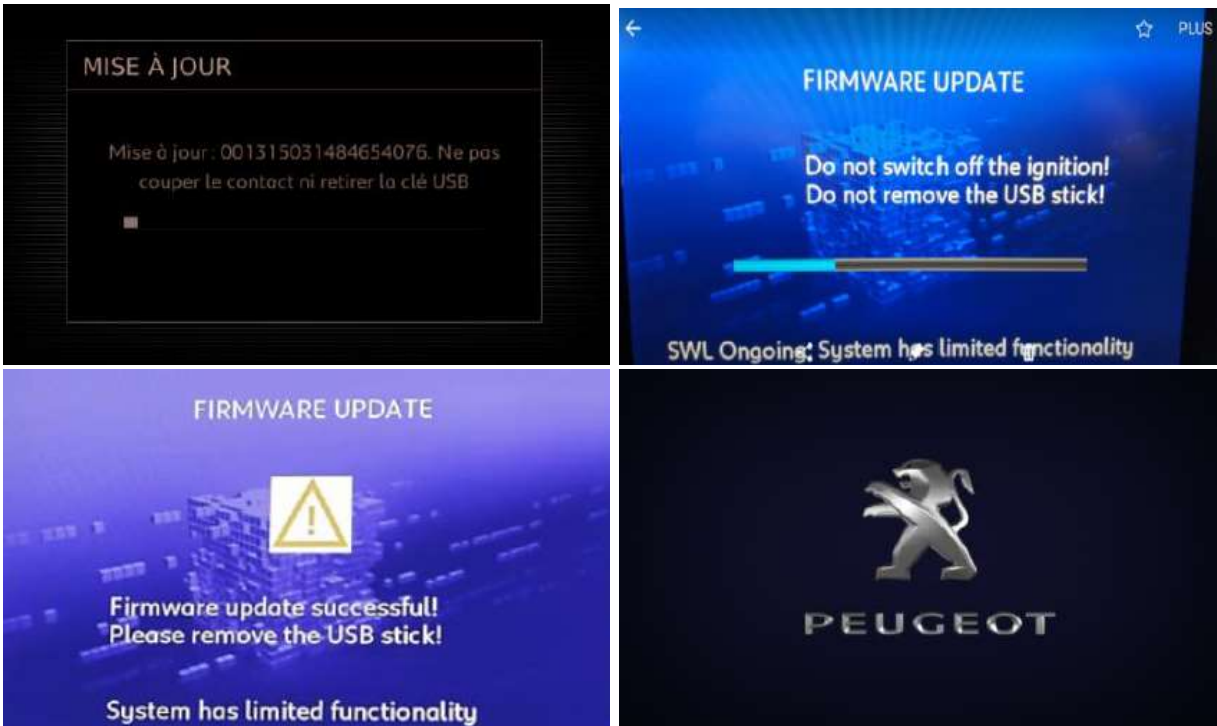 MISE À JOUR
Mise à jour : 001315031484654076. Ne pas
couper le contact ni retirer la clé USB
PLUS
FIRMWARE UPDATE
Do not switch off the ignition!
Do not remove the USB stick!
SWL Ongoing: System has limited functionality
FIRMWARE UPDATE
Firmware update successful!
Please remove the USB stick!
System has limited functionality
PEUGEOT